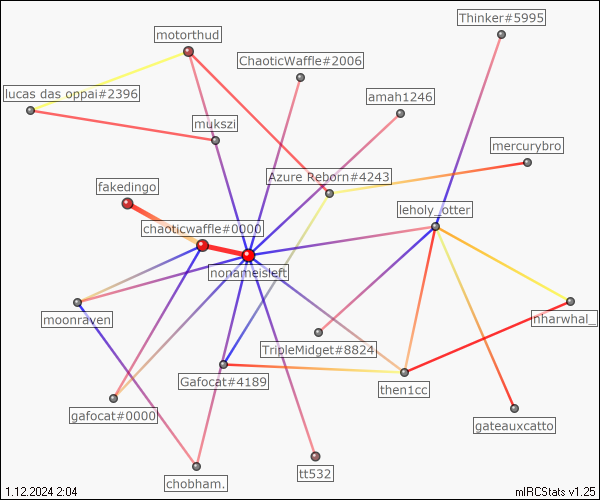 Thinker#5995
motorthud
ChaoticWaffle#2006
lucas das oppai#2396
amah1246
mukszi
mercurybro
Azure Reborn#4243
fakedingo
leholy_otter
chaoticwaffle#0000
nonameisleft
moonraven
nharwhal_
TripleMidget#8824
Gafocat#4189
then1cc
gafocat#0000
gateauxcatto
tt532
chobham.
1.12.2024 2:04
mIRCStats v1.25